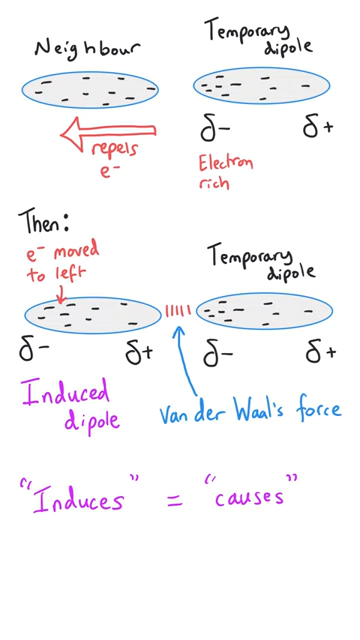 Neighbour
Temporary
dipole
δ-
δ+
repels
e-
Electron
rich
Then:
e- moved
to left
Temporary
dipole
δ-
δ+
δ-
δ+
Induced
dipole
Van der Waal's force
"Induces" = "causes"